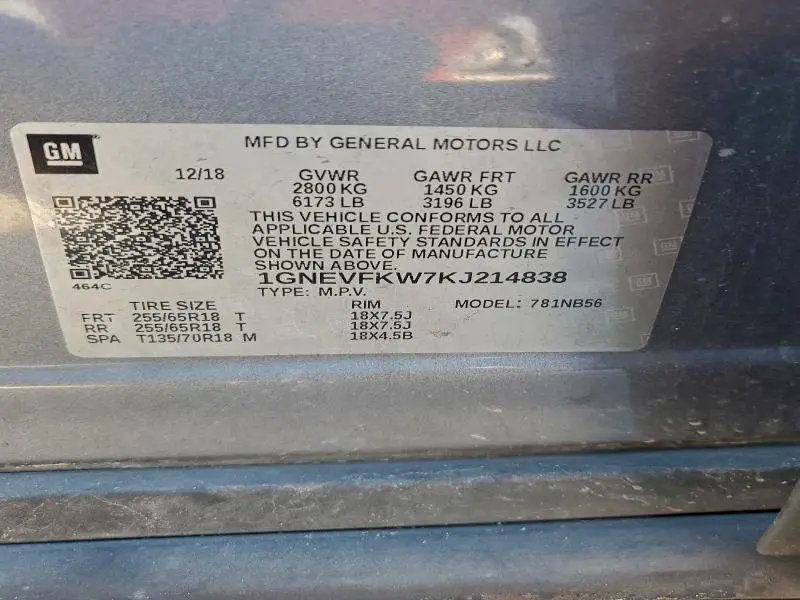 GM
MFD BY GENERAL MOTORS LLC
12/18 GVWR GAWR FRT GAWR RR
2800 KG 1450 KG 1600 KG
6173 LB 3196 LB 3527 LB
THIS VEHICLE CONFORMS TO ALL
APPLICABLE U.S. FEDERAL MOTOR
VEHICLE SAFETY STANDARDS IN EFFECT
ON THE DATE OF MANUFACTURE
SHOWN ABOVE.
464C 1GNEVFKW7KJ214838
TYPE: M.P.V. MODEL: 781NB56
TIRE SIZE RIM
FRT 255/65R18 T 18X7.5J
RR 255/65R18 T 18X7.5J
SPA T135/70R18 M 18X4.5B